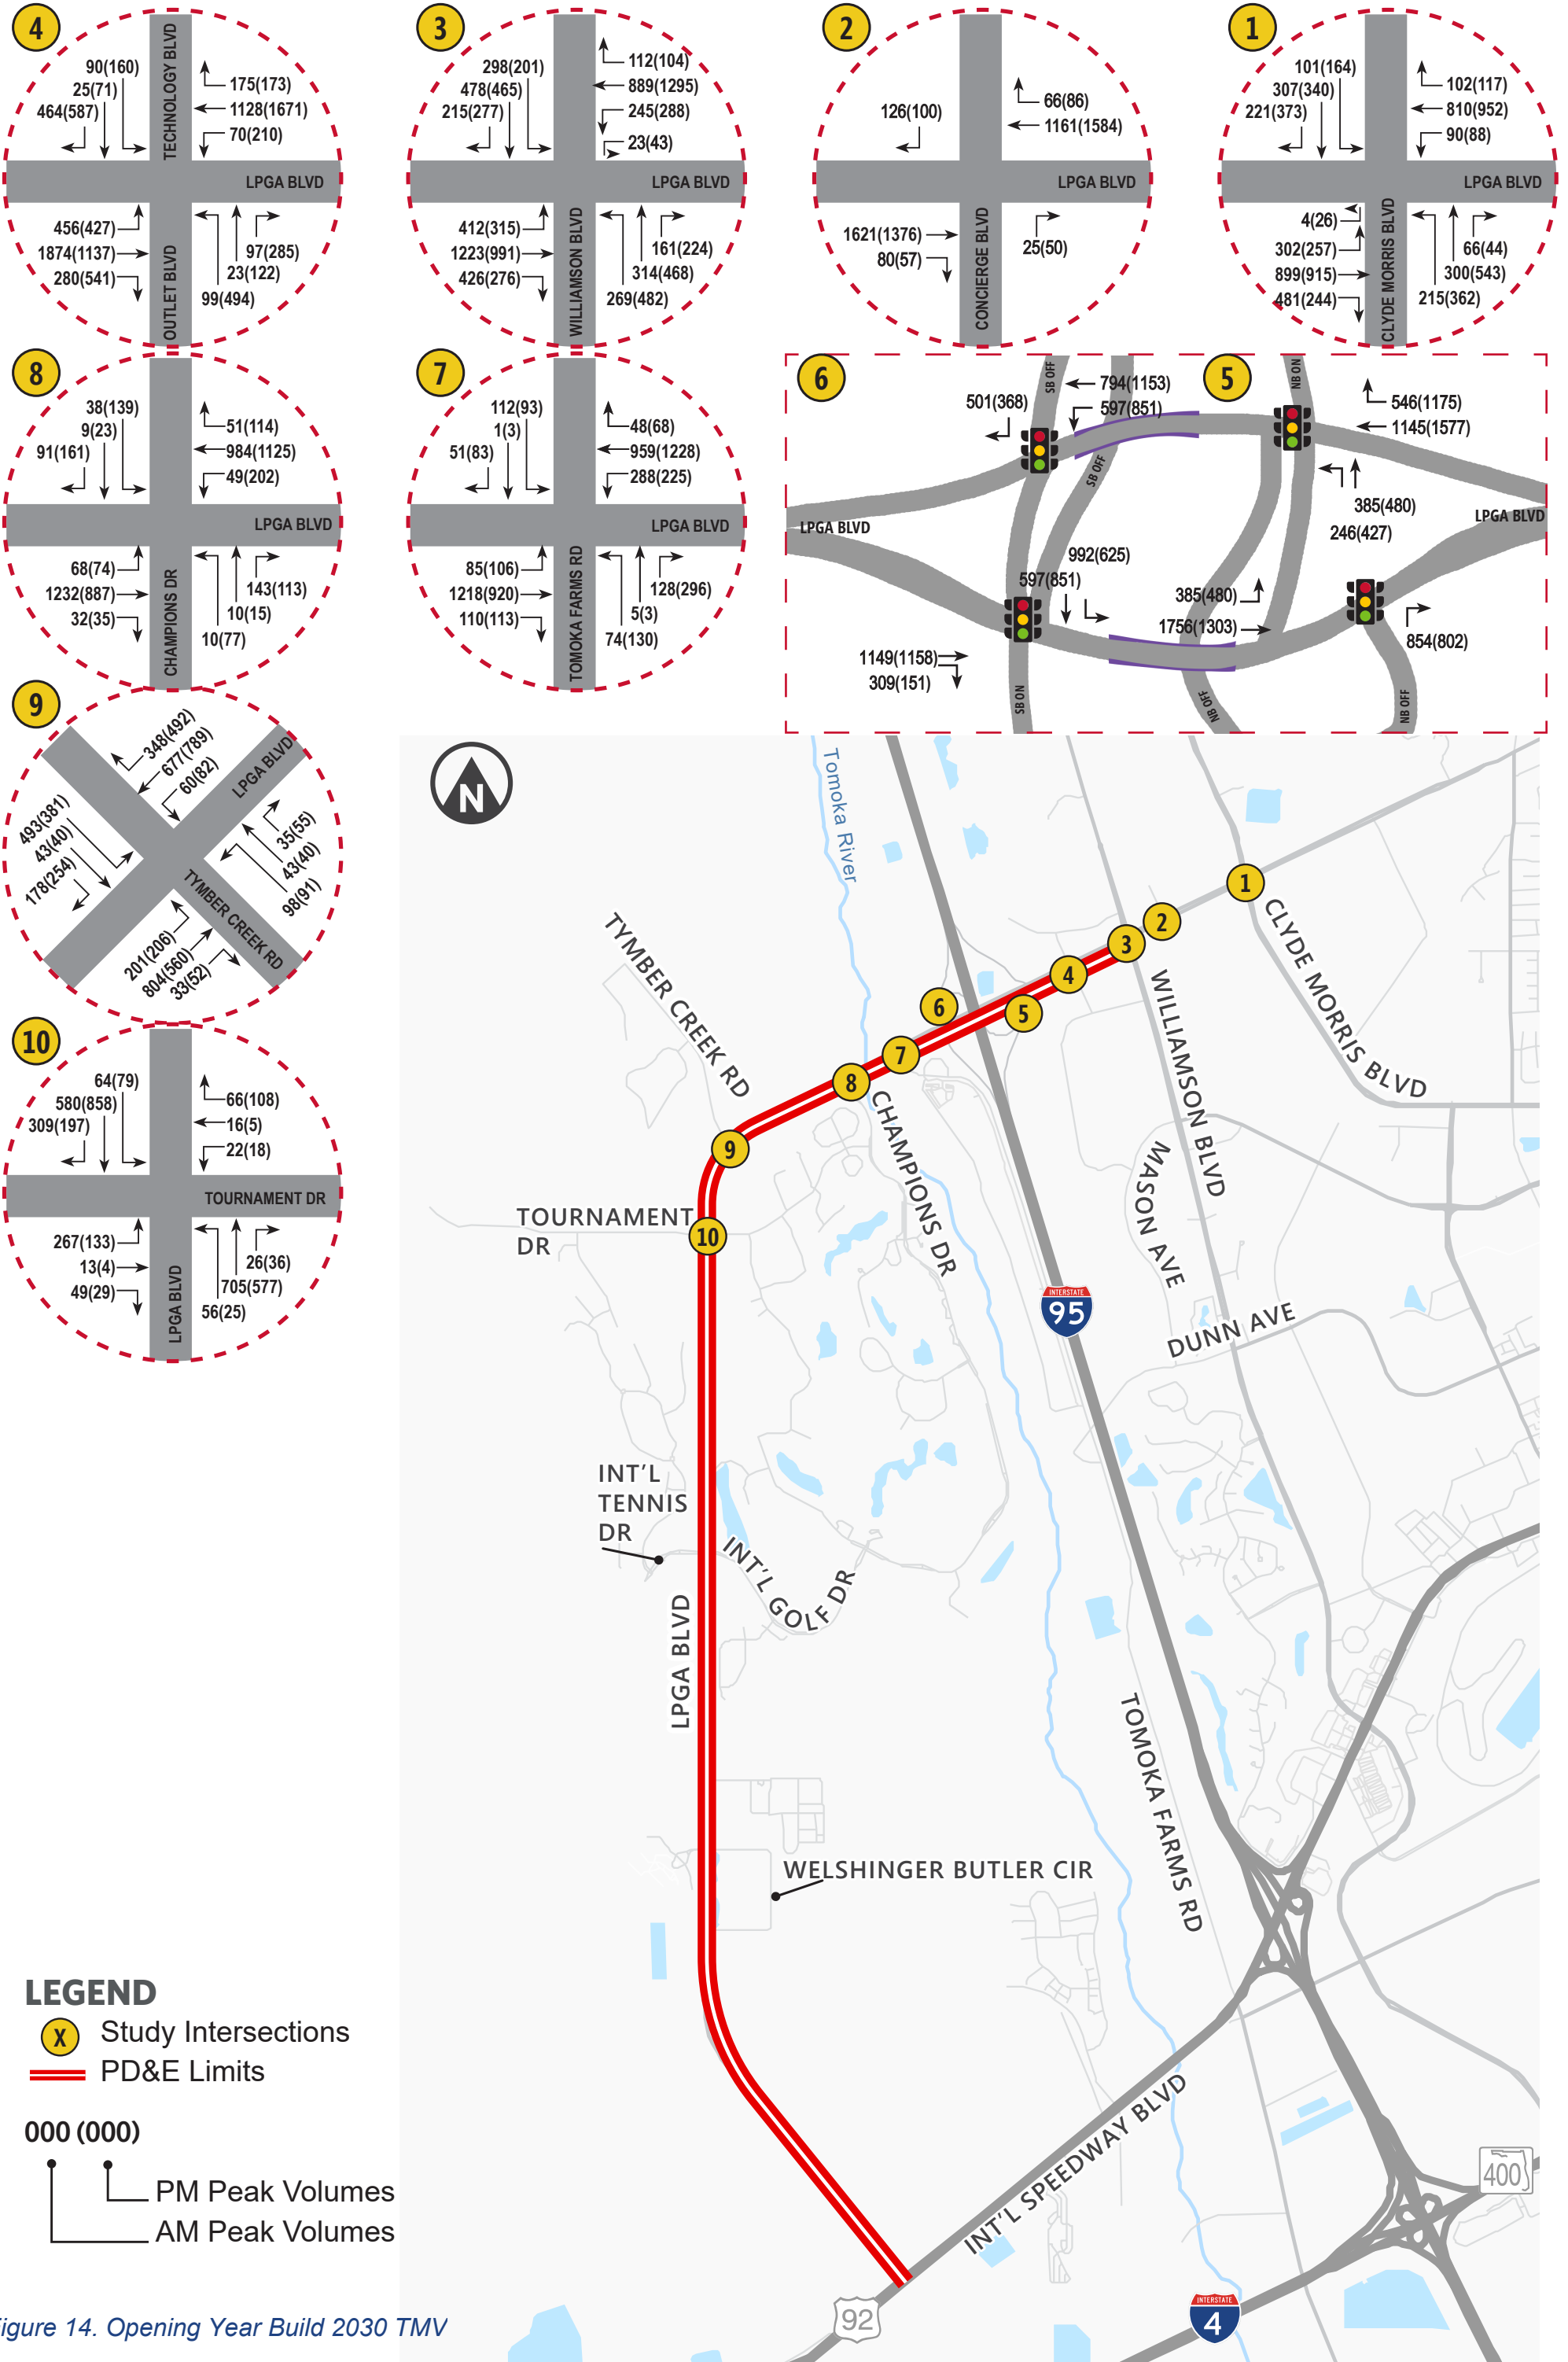 4
TECHNOLOGY BLVD
90(160)
25(71)
464(587)
175(173)
1128(1671)
70(210)
LPGA BLVD
456(427)
1874(1137)
280(541)
OUTLET BLVD
97(285)
23(122)
99(494)
3
298(201)
478(465)
215(277)
112(104)
889(1295)
245(288)
23(43)
LPGA BLVD
412(315)
1223(991)
426(276)
WILLIAMSON BLVD
161(224)
314(468)
269(482)
2
126(100)
66(86)
1161(1584)
LPGA BLVD
1621(1376)
80(57)
CONCIERGE BLVD
25(50)
1
101(164)
307(340)
221(373)
102(117)
810(952)
90(88)
LPGA BLVD
4(26)
302(257)
899(915)
481(244)
CLYDE MORRIS BLVD
66(44)
300(543)
215(362)
8
38(139)
9(23)
91(161)
51(114)
984(1125)
49(202)
LPGA BLVD
68(74)
1232(887)
32(35)
CHAMPIONS DR
143(113)
10(15)
10(77)
7
112(93)
1(3)
51(83)
48(68)
959(1228)
288(225)
LPGA BLVD
85(106)
1218(920)
110(113)
TOMOKA FARMS RD
128(296)
5(3)
74(130)
6
5
SB OFF
794(1153)
597(851)
501(368)
NB ON
546(1175)
1145(1577)
SB OFF
385(480)
246(427)
LPGA BLVD
LPGA BLVD
992(625)
597(851)
385(480)
1756(1303)
854(802)
1149(1158)
309(151)
SB ON
NB OFF
NB OFF
9
348(492)
677(789)
60(82)
LPGA BLVD
493(381)
43(40)
178(254)
35(55)
43(40)
98(91)
TYMBER CREEK RD
201(206)
804(560)
33(52)
10
64(79)
580(858)
309(197)
66(108)
16(5)
22(18)
TOURNAMENT DR
267(133)
13(4)
49(29)
LPGA BLVD
26(36)
705(577)
56(25)
N
Tomoka River
1
2
3
4
5
6
7
8
9
10
TYMBER CREEK RD
CLYDE MORRIS BLVD
WILLIAMSON BLVD
CHAMPIONS DR
MASON AVE
TOURNAMENT
DR
INTERSTATE
95
DUNN AVE
INT'L
TENNIS
DR
INT'L GOLF DR
LPGA BLVD
TOMOKA FARMS RD
WELSHINGER BUTLER CIR
INT'L SPEEDWAY BLVD
400
92
INTERSTATE
4
LEGEND
X Study Intersections
PD&E Limits
000 (000)
PM Peak Volumes
AM Peak Volumes
igure 14. Opening Year Build 2030 TMV